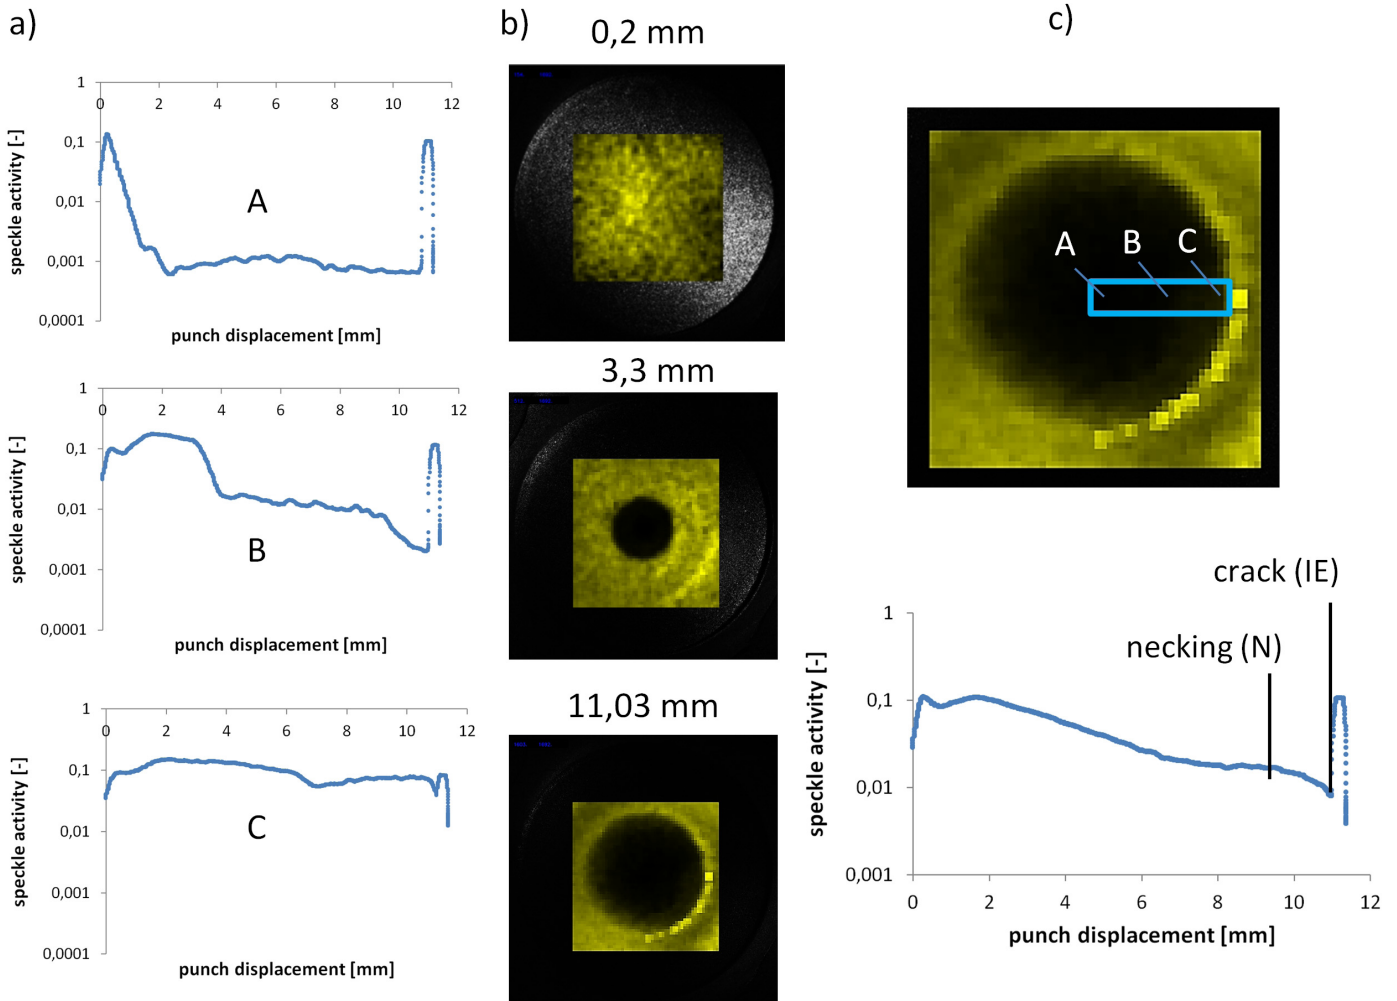 a)
1
0 2 4 6 8 10 12
0,1
0,01
0,001
0,0001
speckle activity [-]
A
punch displacement [mm]
1
0 2 4 6 8 10 12
0,1
0,01
0,001
0,0001
speckle activity [-]
B
punch displacement [mm]
1
0 2 4 6 8 10 12
0,1
0,01
0,001
0,0001
speckle activity [-]
C
punch displacement [mm]
b)
0,2 mm
3,3 mm
11,03 mm
c)
A B C
crack (IE)
necking (N)
1
0,1
0,01
0,001
speckle activity [-]
0 2 4 6 8 10 12
punch displacement [mm]